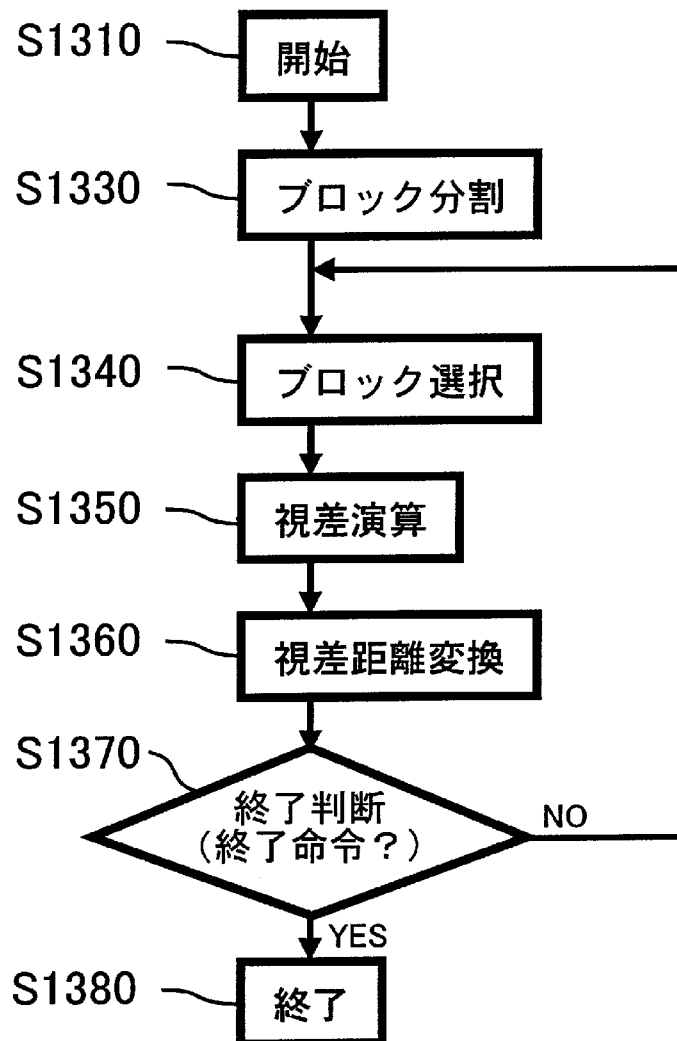 S1310
開始
S1330
ブロック分割
S1340
ブロック選択
S1350
視差演算
S1360
視差距離変換
S1370
終了判断
(終了命令？)
NO
YES
S1380
終了